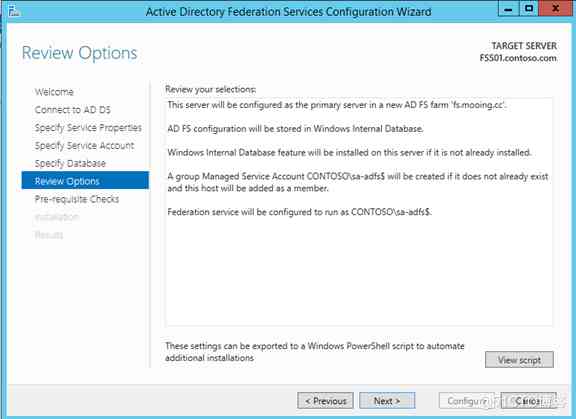 Active Directory Federation Services Configuration Wizard
Review Options
TARGET SERVER
FSS01.contoso.com
Welcome
Connect to AD DS
Specify Service Properties
Specify Service Account
Specify Database
Review Options
Pre-requisite Checks
Installation
Results
Review your selections:
This server will be configured as the primary server in a new AD FS farm 'fs.mooing.cc'.
AD FS configuration will be stored in Windows Internal Database.
Windows Internal Database feature will be installed on this server if it is not already installed.
A group Managed Service Account CONTOSO\sa-adfs$ will be created if it does not already exist
and this host will be added as a member.
Federation service will be configured to run as CONTOSO\sa-adfs$.
These settings can be exported to a Windows PowerShell script to automate
additional installations
View script
< Previous
Next >
Configure
Cancel